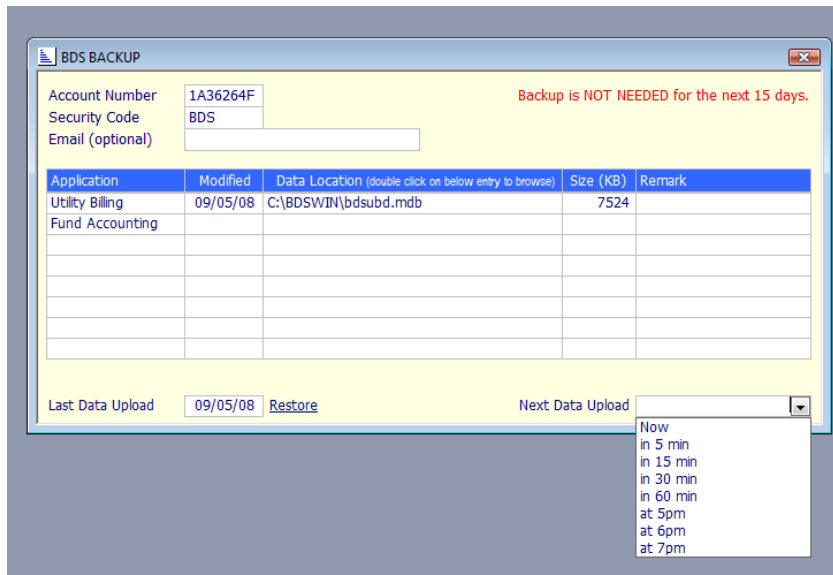 BDS BACKUP
Account Number 1A36264F Backup is NOT NEEDED for the next 15 days.
Security Code BDS
Email (optional)
Application Modified Data Location (double click on below entry to browse) Size (KB) Remark
Utility Billing 09/05/08 C:\BDSWIN\bdsubd.mdb 7524
Fund Accounting
Last Data Upload 09/05/08 Restore Next Data Upload
Now
in 5 min
in 15 min
in 30 min
in 60 min
at 5pm
at 6pm
at 7pm